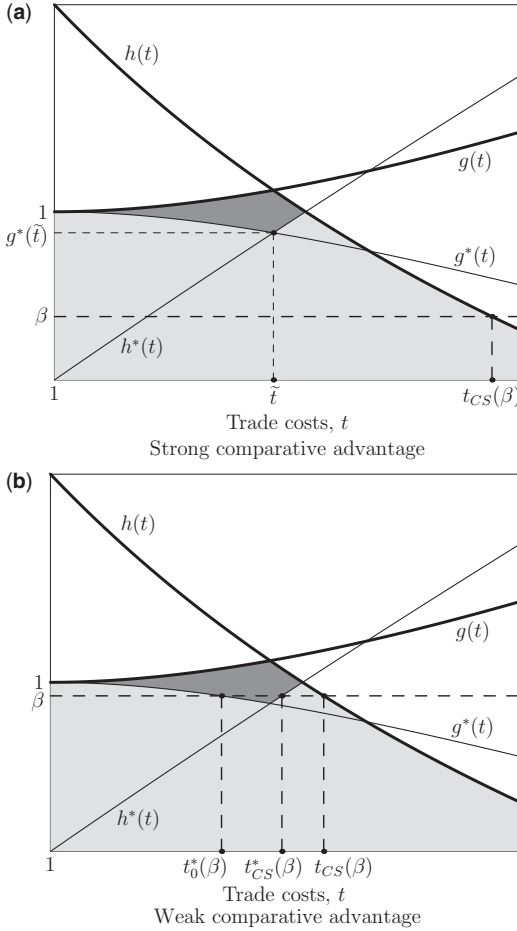 (a)
h(t)
g(t)
1
g*(t̃)
g*(t)
β
h*(t)
1
t̃
t_CS(β)
Trade costs, t
Strong comparative advantage
(b)
h(t)
g(t)
1
β
g*(t)
h*(t)
1
t*_0(β)
t*_CS(β)
t_CS(β)
Trade costs, t
Weak comparative advantage